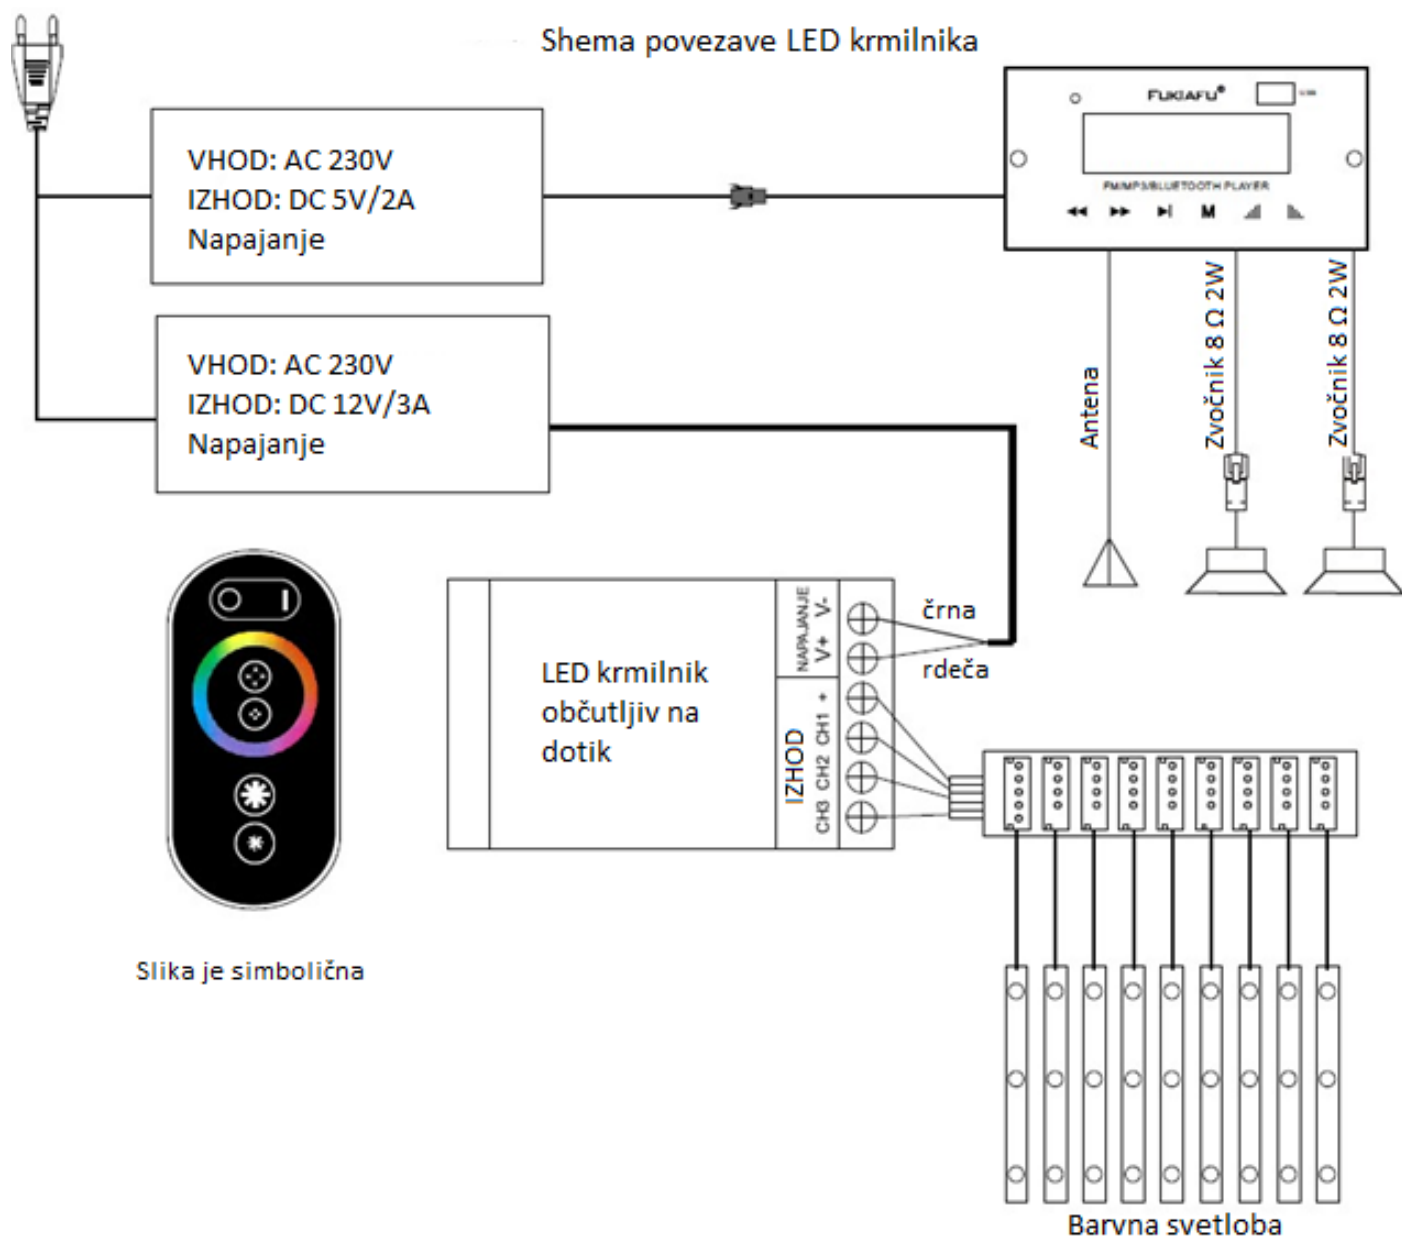 Shema povezave LED krmilnika
FUKIAFU®
FM/MP3/BLUETOOTH PLAYER
M
VHOD: AC 230V
IZHOD: DC 5V/2A
Napajanje
VHOD: AC 230V
IZHOD: DC 12V/3A
Napajanje
Antena
Zvočnik 8 Ω 2W
Zvočnik 8 Ω 2W
LED krmilnik
občutljiv na
dotik
NAPAJANJE
V+ V-
IZHOD
CH3 CH2 CH1 +
črna
rdeča
Slika je simbolična
Barvna svetloba